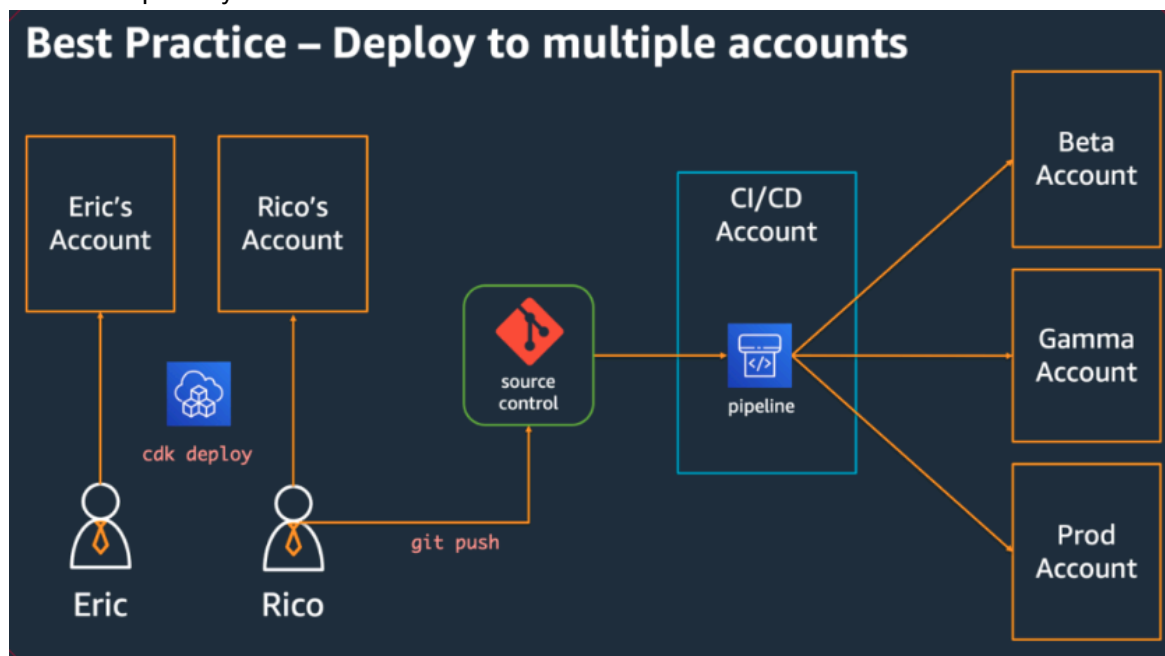 Best Practice – Deploy to multiple accounts
Eric's
Account
Rico's
Account
cdk deploy
Eric
Rico
git push
source
control
CI/CD
Account
pipeline
Beta
Account
Gamma
Account
Prod
Account